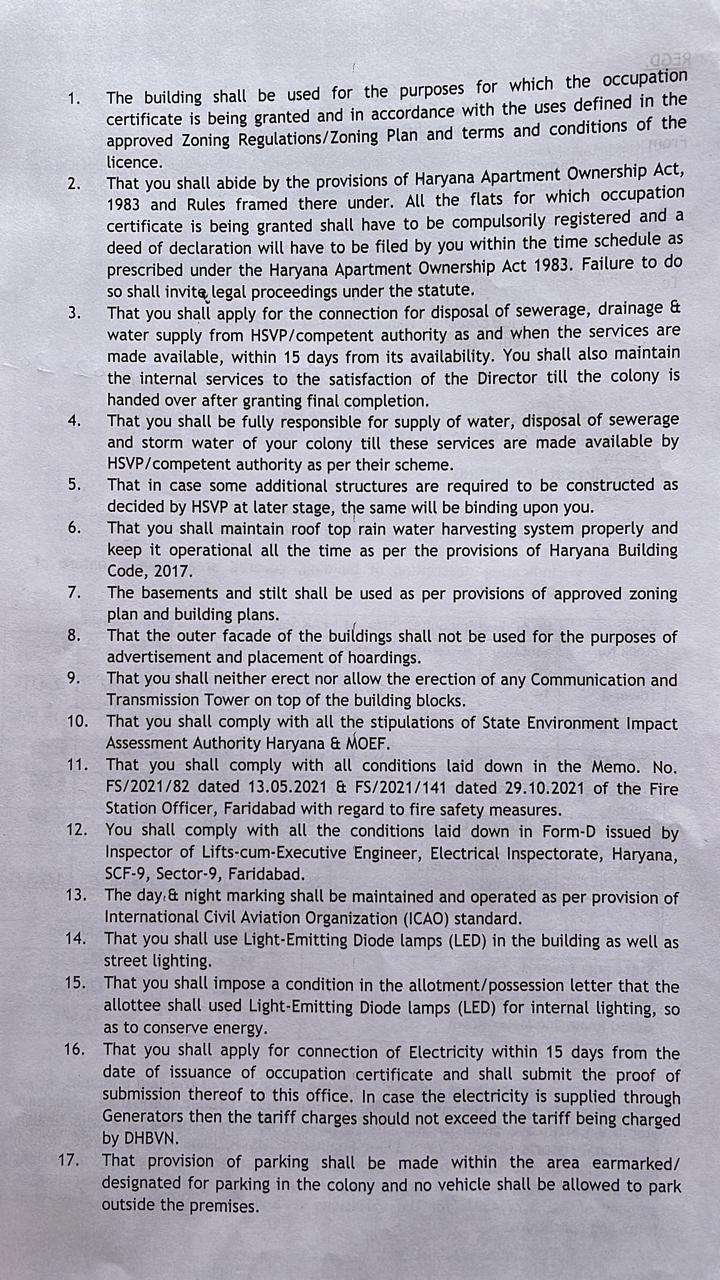 1. The building shall be used for the purposes for which the occupation
certificate is being granted and in accordance with the uses defined in the
approved Zoning Regulations/Zoning Plan and terms and conditions of the
licence.
2. That you shall abide by the provisions of Haryana Apartment Ownership Act,
1983 and Rules framed there under. All the flats for which occupation
certificate is being granted shall have to be compulsorily registered and a
deed of declaration will have to be filed by you within the time schedule as
prescribed under the Haryana Apartment Ownership Act 1983. Failure to do
so shall invite legal proceedings under the statute.
3. That you shall apply for the connection for disposal of sewerage, drainage &
water supply from HSVP/competent authority as and when the services are
made available, within 15 days from its availability. You shall also maintain
the internal services to the satisfaction of the Director till the colony is
handed over after granting final completion.
4. That you shall be fully responsible for supply of water, disposal of sewerage
and storm water of your colony till these services are made available by
HSVP/competent authority as per their scheme.
5. That in case some additional structures are required to be constructed as
decided by HSVP at later stage, the same will be binding upon you.
6. That you shall maintain roof top rain water harvesting system properly and
keep it operational all the time as per the provisions of Haryana Building
Code, 2017.
7. The basements and stilt shall be used as per provisions of approved zoning
plan and building plans.
8. That the outer facade of the buildings shall not be used for the purposes of
advertisement and placement of hoardings.
9. That you shall neither erect nor allow the erection of any Communication and
Transmission Tower on top of the building blocks.
10. That you shall comply with all the stipulations of State Environment Impact
Assessment Authority Haryana & MOEF.
11. That you shall comply with all conditions laid down in the Memo. No.
FS/2021/82 dated 13.05.2021 & FS/2021/141 dated 29.10.2021 of the Fire
Station Officer, Faridabad with regard to fire safety measures.
12. You shall comply with all the conditions laid down in Form-D issued by
Inspector of Lifts-cum-Executive Engineer, Electrical Inspectorate, Haryana,
SCF-9, Sector-9, Faridabad.
13. The day & night marking shall be maintained and operated as per provision of
International Civil Aviation Organization (ICAO) standard.
14. That you shall use Light-Emitting Diode lamps (LED) in the building as well as
street lighting.
15. That you shall impose a condition in the allotment/possession letter that the
allottee shall used Light-Emitting Diode lamps (LED) for internal lighting, so
as to conserve energy.
16. That you shall apply for connection of Electricity within 15 days from the
date of issuance of occupation certificate and shall submit the proof of
submission thereof to this office. In case the electricity is supplied through
Generators then the tariff charges should not exceed the tariff being charged
by DHBVN.
17. That provision of parking shall be made within the area earmarked/
designated for parking in the colony and no vehicle shall be allowed to park
outside the premises.